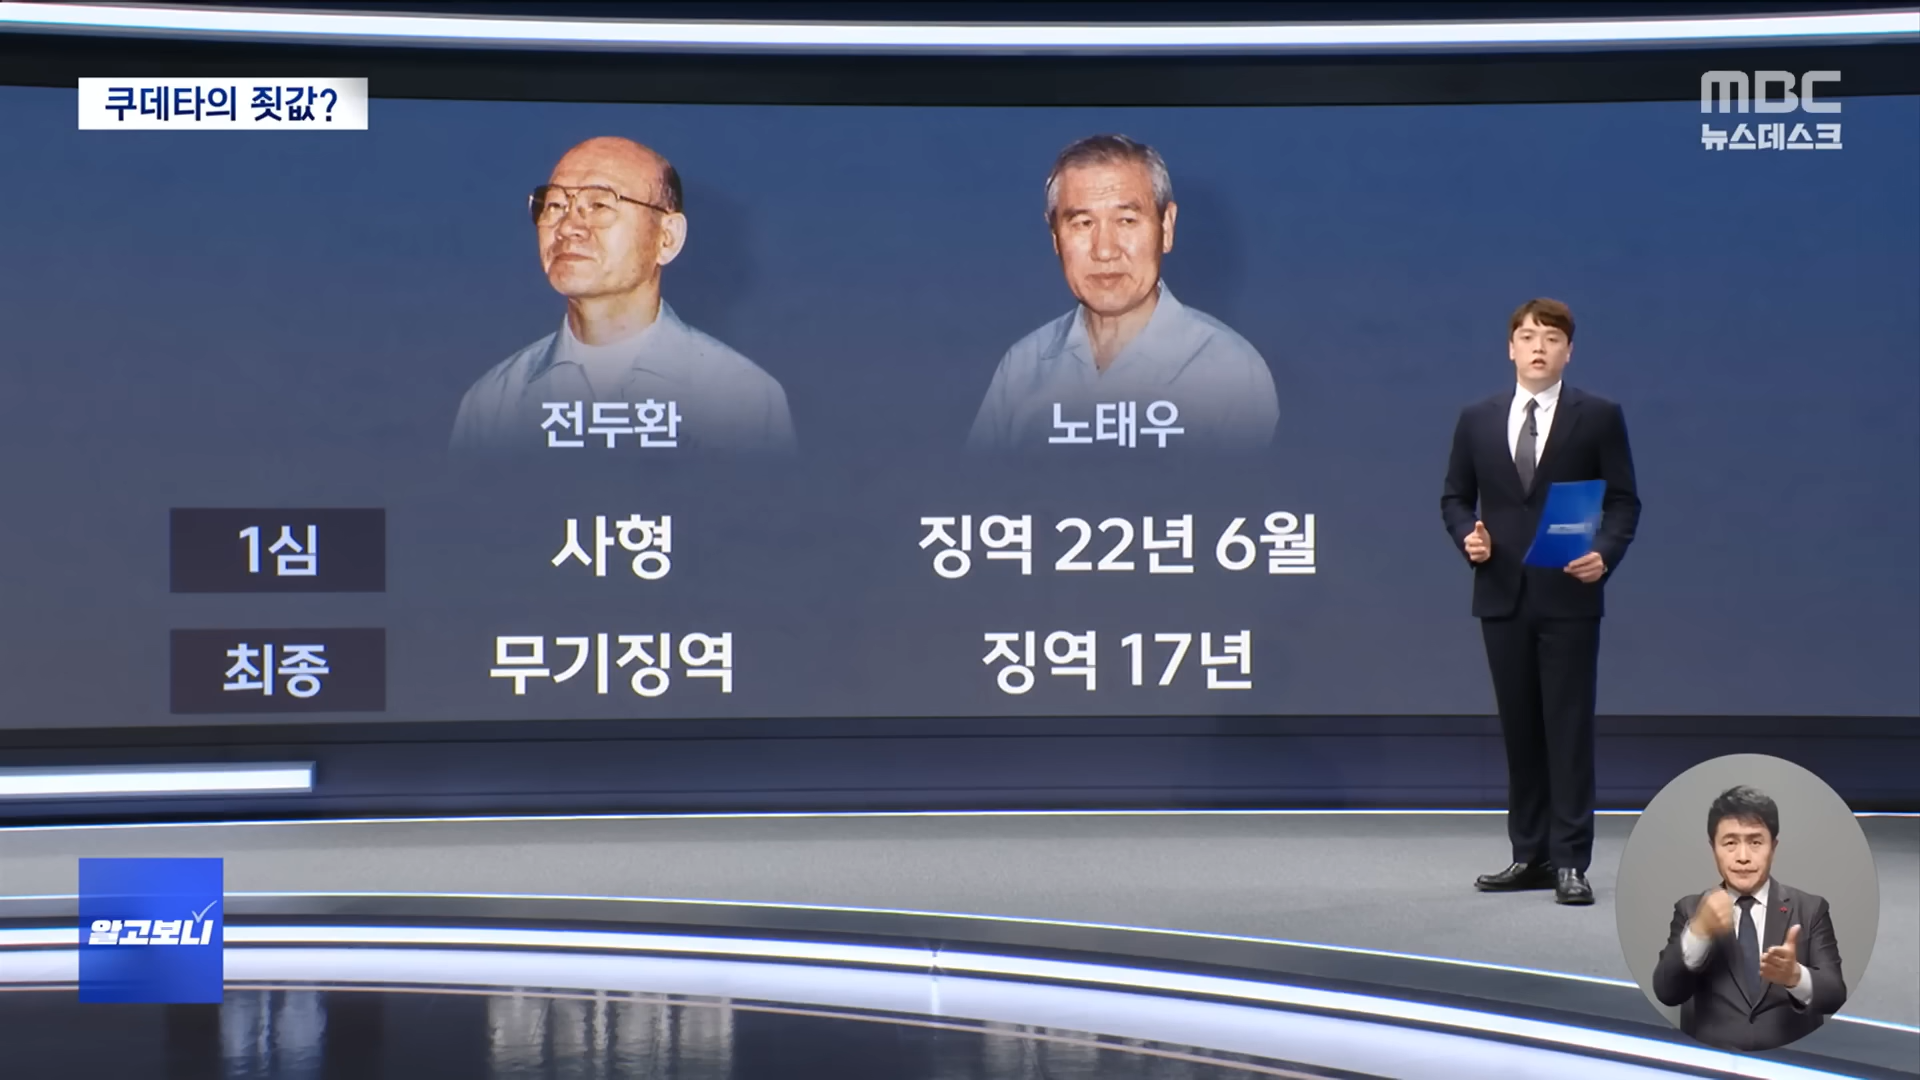 쿠데타의 죗값?
MBC
뉴스데스크
전두환
노태우
1심
사형
징역 22년 6월
최종
무기징역
징역 17년
알고보니